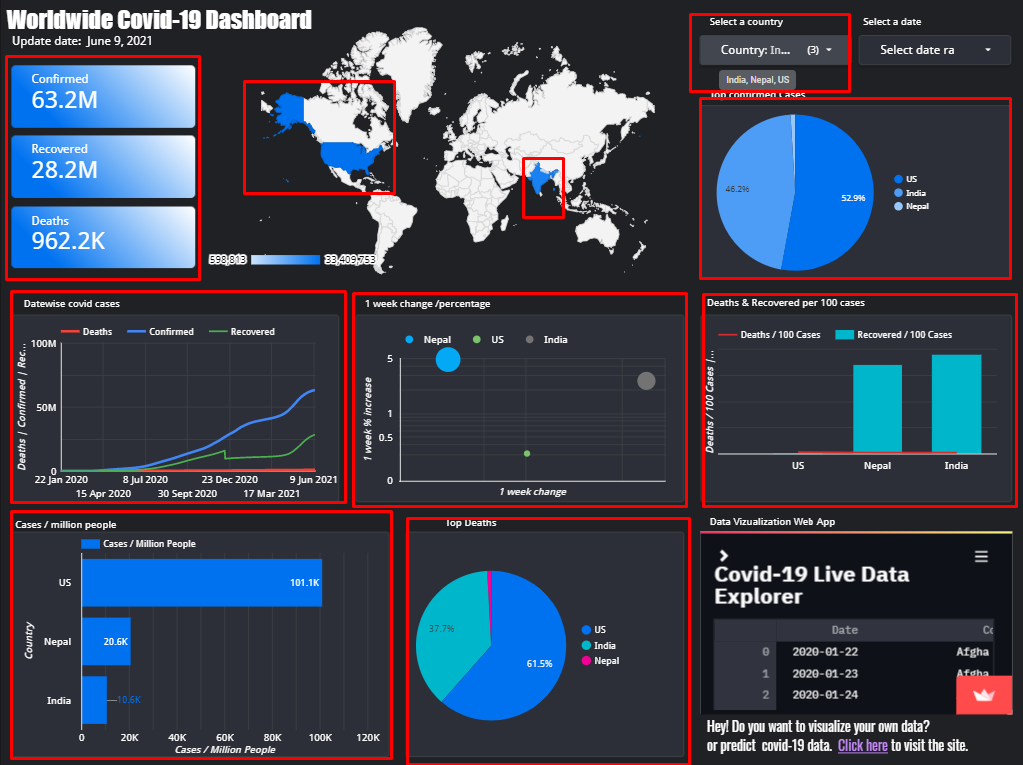 Worldwide Covid-19 Dashboard
Update date: June 9, 2021
Select a country
Select a date
Country: In... (3)
Select date ra
India, Nepal, US
Confirmed
63.2M
Recovered
28.2M
Deaths
962.2K
598,813
33,409,753
Top confirmed Cases
46.2%
52.9%
US
India
Nepal
Datewise covid cases
Deaths
Confirmed
Recovered
Deaths | Confirmed | Rec...
100M
50M
0
22 Jan 2020
8 Jul 2020
23 Dec 2020
9 Jun 2021
15 Apr 2020
30 Sept 2020
17 Mar 2021
1 week change /percentage
Nepal
US
India
1 week % increase
5
1
0.5
0
1 week change
Deaths & Recovered per 100 cases
Deaths / 100 Cases
Recovered / 100 Cases
Deaths / 100 Cases |...
US
Nepal
India
Cases / million people
Cases / Million People
Country
US
101.1K
Nepal
20.6K
India
10.6K
0
20K
40K
60K
80K
100K
120K
Cases / Million People
Top Deaths
37.7%
61.5%
US
India
Nepal
Data Vizualization Web App
Covid-19 Live Data
Explorer
Date
0 2020-01-22 Afgha
1 2020-01-23 Afgha
2 2020-01-24
Hey! Do you want to visualize your own data?
or predict covid-19 data. Click here to visit the site.